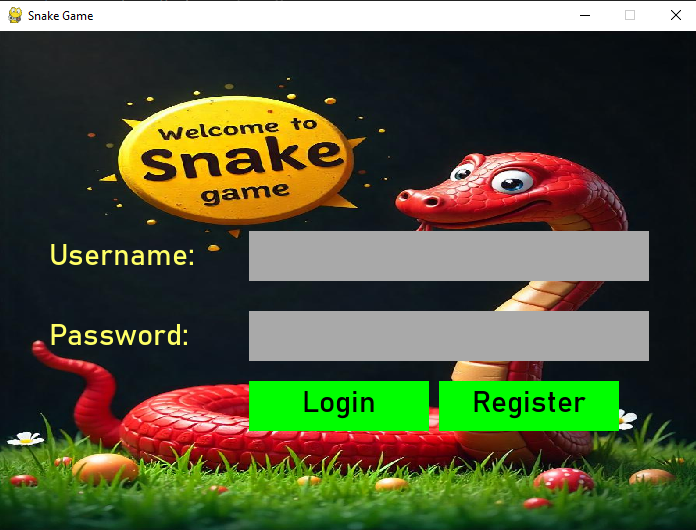 Snake Game
Welcome to
Snake
game
Username:
Password:
Login Register